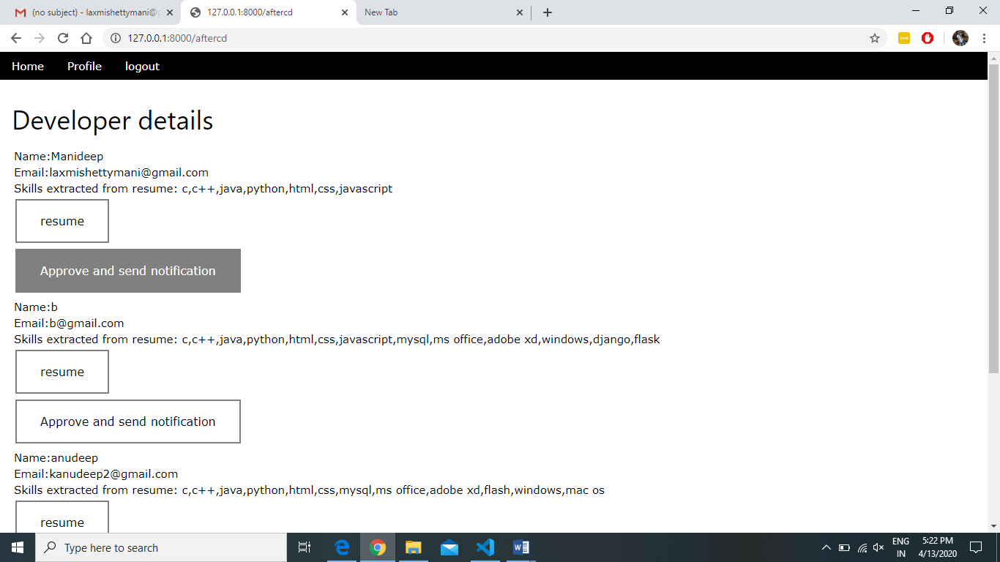 (no subject) - laxmishettymani@g
127.0.0.1:8000/aftercd
New Tab
127.0.0.1:8000/aftercd
Home Profile logout
Developer details
Name:Manideep
Email:laxmishettymani@gmail.com
Skills extracted from resume: c,c++,java,python,html,css,javascript
resume
Approve and send notification
Name:b
Email:b@gmail.com
Skills extracted from resume: c,c++,java,python,html,css,javascript,mysql,ms office,adobe xd,windows,django,flask
resume
Approve and send notification
Name:anudeep
Email:kanudeep2@gmail.com
Skills extracted from resume: c,c++,java,python,html,css,mysql,ms office,adobe xd,flash,windows,mac os
resume
Type here to search
ENG
IN
5:22 PM
4/13/2020